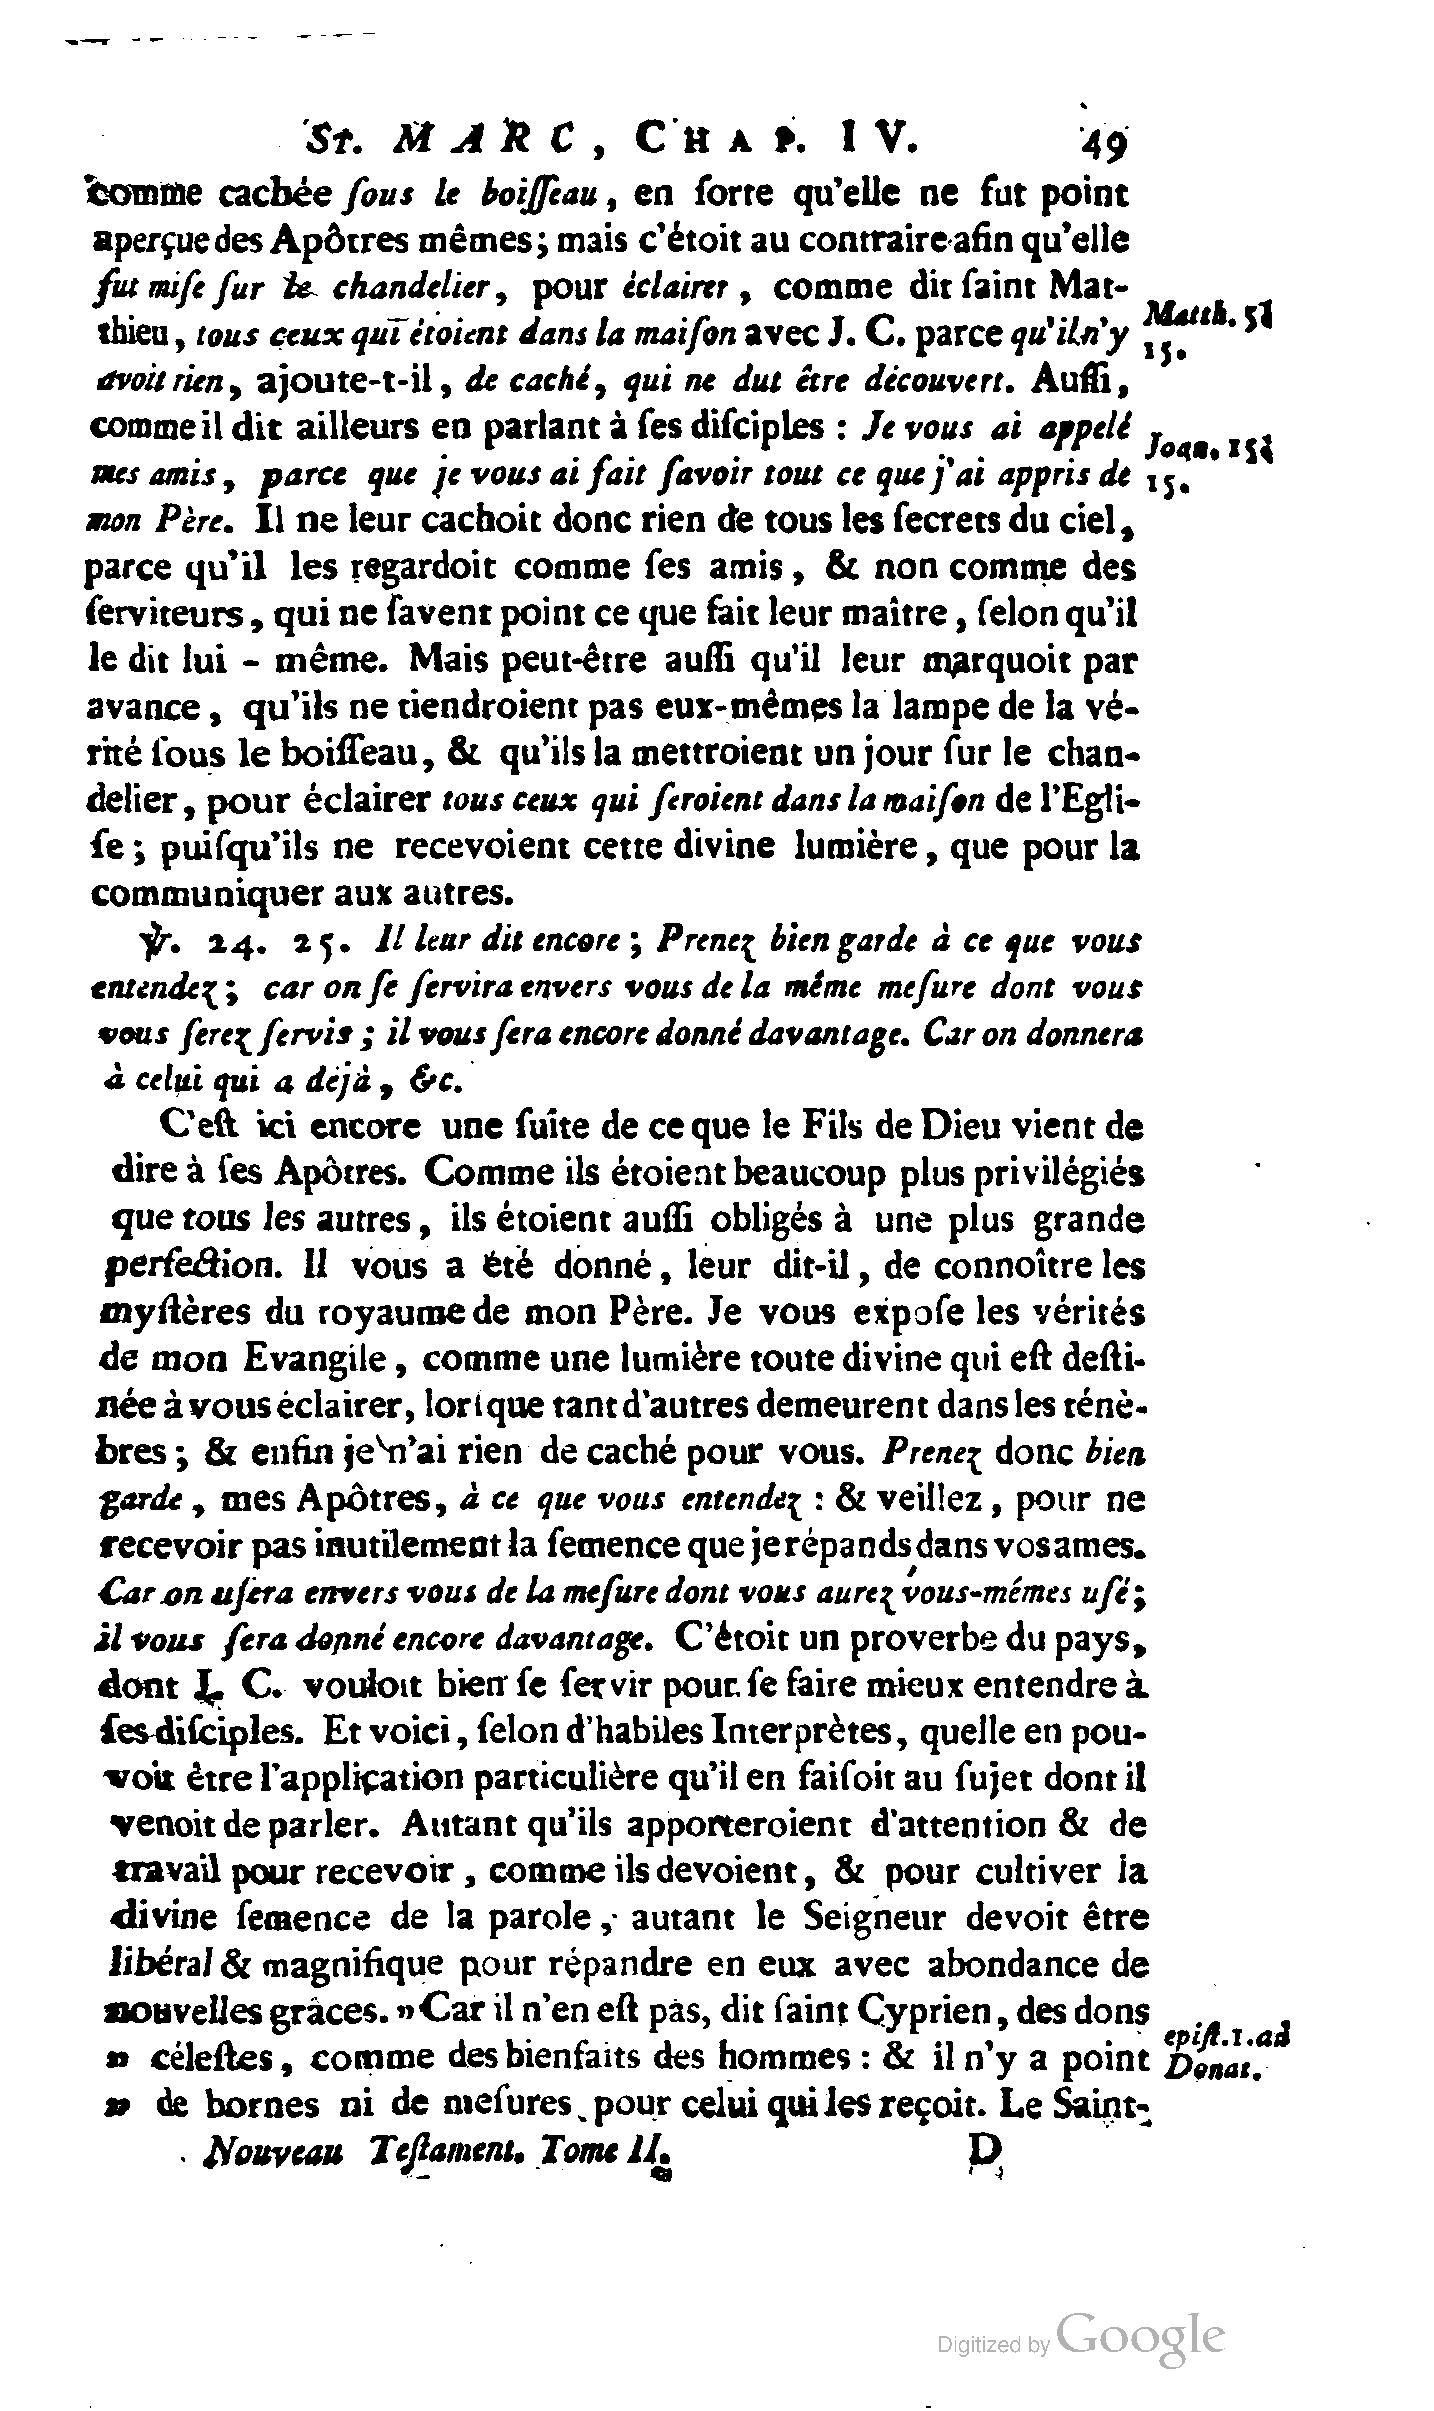 St. MARC, CHAP. IV. 49
comme cachée ſous le boiſſeau, en ſorte qu'elle ne fut point
aperçue des Apôtres mêmes; mais c'étoit au contraire afin qu'elle
fut miſe ſur le chandelier, pour éclairer, comme dit ſaint Mat-
thieu, tous ceux qui étoient dans la maiſon avec J. C. parce qu'il n'y
Matth. 5
15.
avoit rien, ajoute-t-il, de caché, qui ne dut être découvert. Auſſi,
comme il dit ailleurs en parlant à ſes diſciples : Je vous ai appelé
Joan. 15
15.
mes amis, parce que je vous ai fait ſavoir tout ce que j'ai appris de
mon Père. Il ne leur cachoit donc rien de tous les ſecrets du ciel,
parce qu'il les regardoit comme ſes amis, & non comme des
ſerviteurs, qui ne ſavent point ce que fait leur maître, ſelon qu'il
le dit lui - même. Mais peut-être auſſi qu'il leur marquoit par
avance, qu'ils ne tiendroient pas eux-mêmes la lampe de la vé-
rité ſous le boiſſeau, & qu'ils la mettroient un jour ſur le chan-
delier, pour éclairer tous ceux qui ſeroient dans la maiſon de l'Egli-
ſe; puiſqu'ils ne recevoient cette divine lumière, que pour la
communiquer aux autres.
℣. 24. 25. Il leur dit encore; Prenez bien garde à ce que vous
entendez; car on ſe ſervira envers vous de la même meſure dont vous
vous ſerez ſervis; il vous ſera encore donné davantage. Car on donnera
à celui qui a déjà, &c.
C'eſt ici encore une ſuite de ce que le Fils de Dieu vient de
dire à ſes Apôtres. Comme ils étoient beaucoup plus privilégiés
que tous les autres, ils étoient auſſi obligés à une plus grande
perfection. Il vous a été donné, leur dit-il, de connoître les
myſtères du royaume de mon Père. Je vous expoſe les vérités
de mon Evangile, comme une lumière toute divine qui eſt deſti-
née à vous éclairer, lorſque tant d'autres demeurent dans les ténè-
bres; & enfin je n'ai rien de caché pour vous. Prenez donc bien
garde, mes Apôtres, à ce que vous entendez : & veillez, pour ne
recevoir pas inutilement la ſemence que je répands dans vos ames.
Car on uſera envers vous de la meſure dont vous aurez vous-mémes uſé;
il vous ſera donné encore davantage. C'étoit un proverbe du pays,
dont J. C. vouloit bien ſe ſervir pour ſe faire mieux entendre à
ſes diſciples. Et voici, ſelon d'habiles Interprètes, quelle en pou-
voit être l'application particulière qu'il en faiſoit au ſujet dont il
venoit de parler. Autant qu'ils apporteroient d'attention & de
travail pour recevoir, comme ils devoient, & pour cultiver la
divine ſemence de la parole, autant le Seigneur devoit être
libéral & magnifique pour répandre en eux avec abondance de
nouvelles grâces. » Car il n'en eſt pas, dit ſaint Cyprien, des dons
» céleſtes, comme des bienfaits des hommes : & il n'y a point
epiſt. 1. ad
Donat.
» de bornes ni de meſures pour celui qui les reçoit. Le Saint-
Nouveau Teſtament. Tome II. D
Digitized by Google